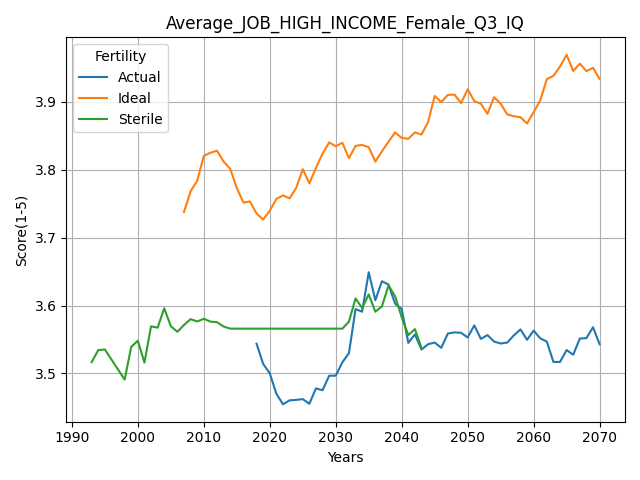 Average_JOB_HIGH_INCOME_Female_Q3_IQ
Fertility
Actual
Ideal
Sterile
Score(1-5)
3.9
3.8
3.7
3.6
3.5
1990 2000 2010 2020 2030 2040 2050 2060 2070
Years